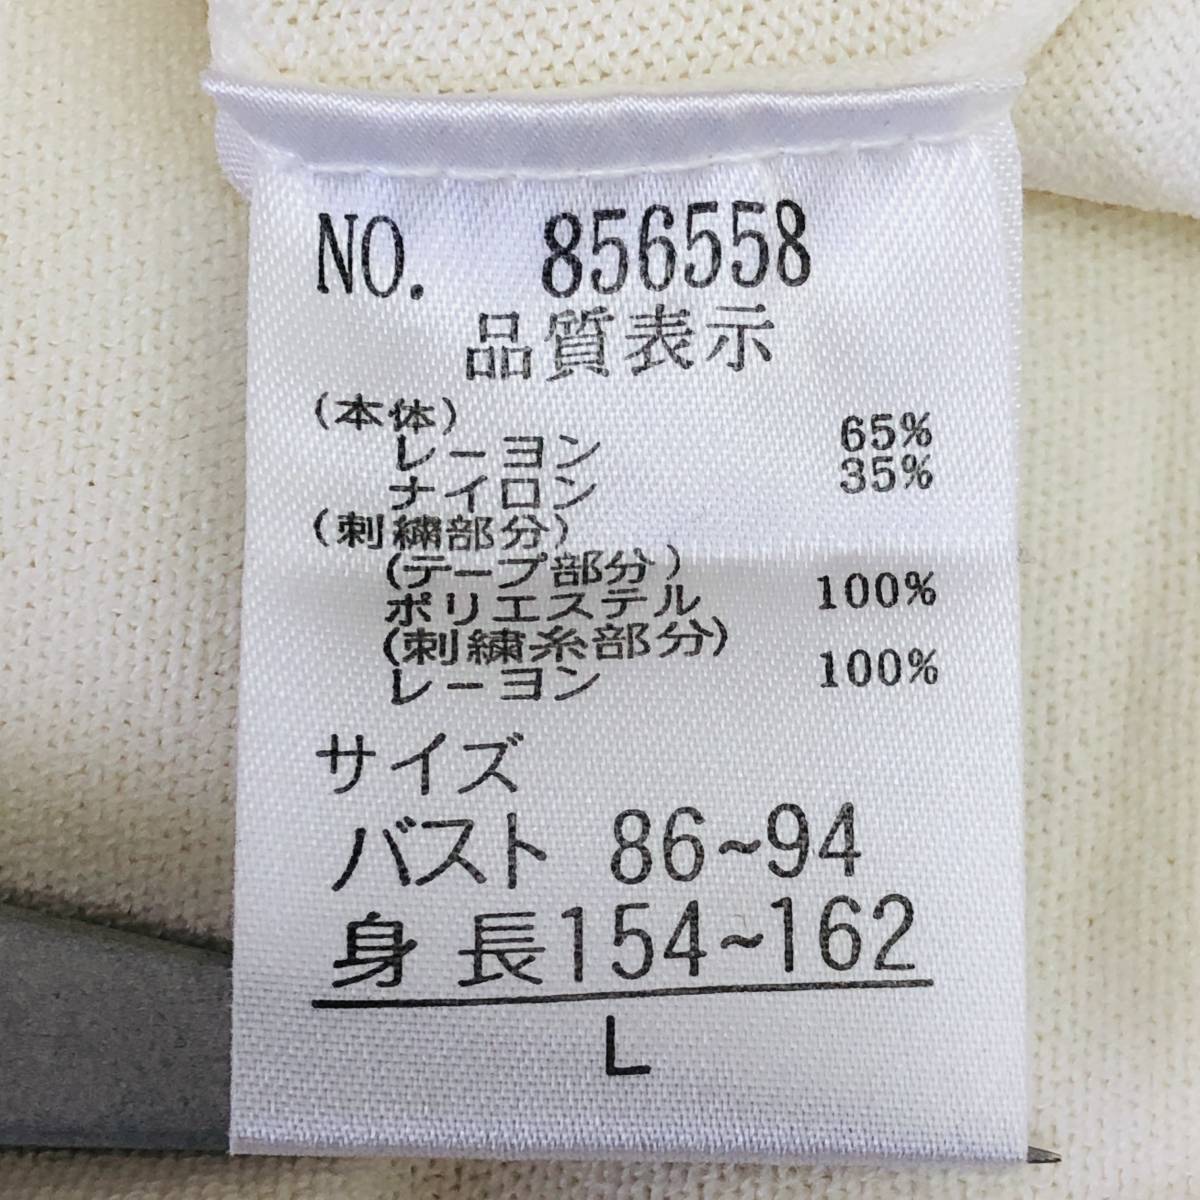 NO. 856558
品質表示
(本体)
レーヨン 65%
ナイロン 35%
(刺繍部分)
(テープ部分)
ポリエステル 100%
(刺繍糸部分)
レーヨン 100%
サイズ
バスト 86~94
身長154~162
L